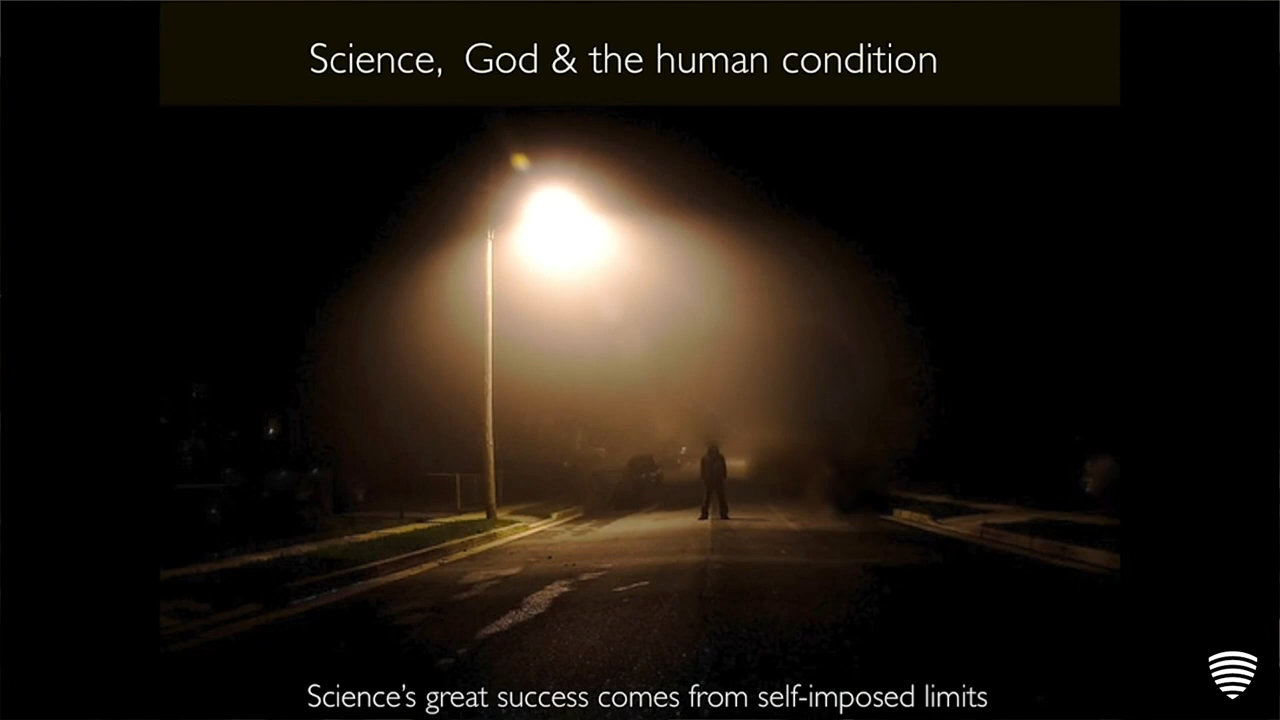 Science, God & the human condition
Science's great success comes from self-imposed limits